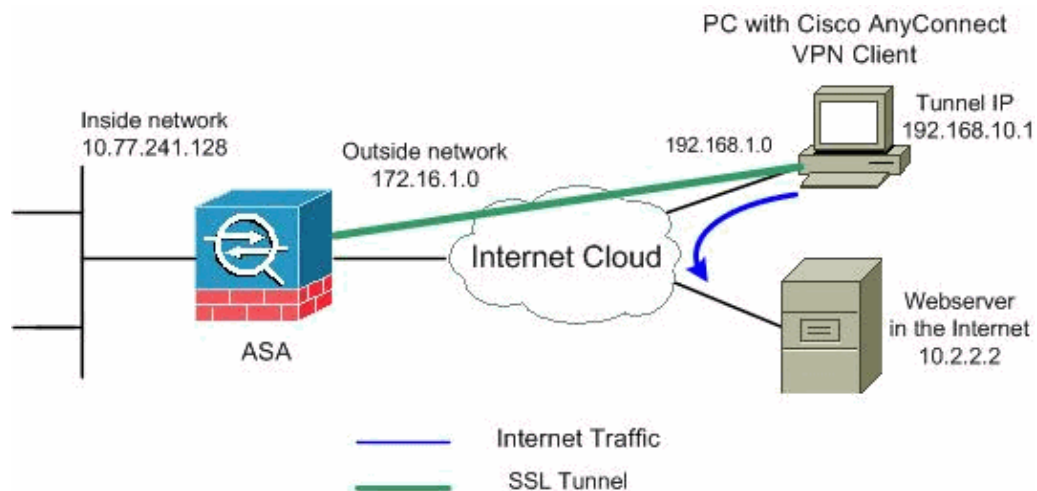 PC with Cisco AnyConnect
VPN Client
Inside network
10.77.241.128
Outside network
172.16.1.0
192.168.1.0
Tunnel IP
192.168.10.1
Internet Cloud
ASA
Webserver
in the Internet
10.2.2.2
Internet Traffic
SSL Tunnel